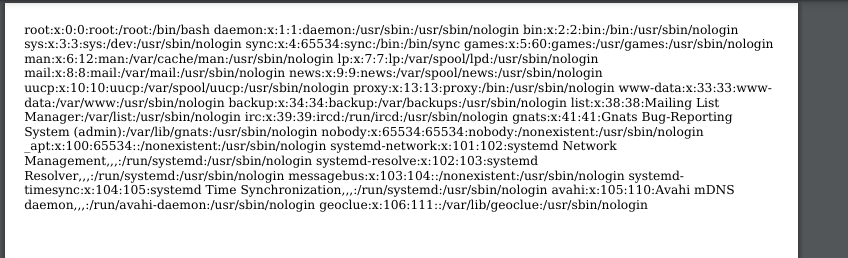 root:x:0:0:root:/root:/bin/bash daemon:x:1:1:daemon:/usr/sbin:/usr/sbin/nologin bin:x:2:2:bin:/bin:/usr/sbin/nologin
sys:x:3:3:sys:/dev:/usr/sbin/nologin sync:x:4:65534:sync:/bin:/bin/sync games:x:5:60:games:/usr/games:/usr/sbin/nologin
man:x:6:12:man:/var/cache/man:/usr/sbin/nologin lp:x:7:7:lp:/var/spool/lpd:/usr/sbin/nologin
mail:x:8:8:mail:/var/mail:/usr/sbin/nologin news:x:9:9:news:/var/spool/news:/usr/sbin/nologin
uucp:x:10:10:uucp:/var/spool/uucp:/usr/sbin/nologin proxy:x:13:13:proxy:/bin:/usr/sbin/nologin www-data:x:33:33:www-
data:/var/www:/usr/sbin/nologin backup:x:34:34:backup:/var/backups:/usr/sbin/nologin list:x:38:38:Mailing List
Manager:/var/list:/usr/sbin/nologin irc:x:39:39:ircd:/run/ircd:/usr/sbin/nologin gnats:x:41:41:Gnats Bug-Reporting
System (admin):/var/lib/gnats:/usr/sbin/nologin nobody:x:65534:65534:nobody:/nonexistent:/usr/sbin/nologin
_apt:x:100:65534::/nonexistent:/usr/sbin/nologin systemd-network:x:101:102:systemd Network
Management,,,:/run/systemd:/usr/sbin/nologin systemd-resolve:x:102:103:systemd
Resolver,,,:/run/systemd:/usr/sbin/nologin messagebus:x:103:104::/nonexistent:/usr/sbin/nologin systemd-
timesync:x:104:105:systemd Time Synchronization,,,:/run/systemd:/usr/sbin/nologin avahi:x:105:110:Avahi mDNS
daemon,,,:/run/avahi-daemon:/usr/sbin/nologin geoclue:x:106:111::/var/lib/geoclue:/usr/sbin/nologin